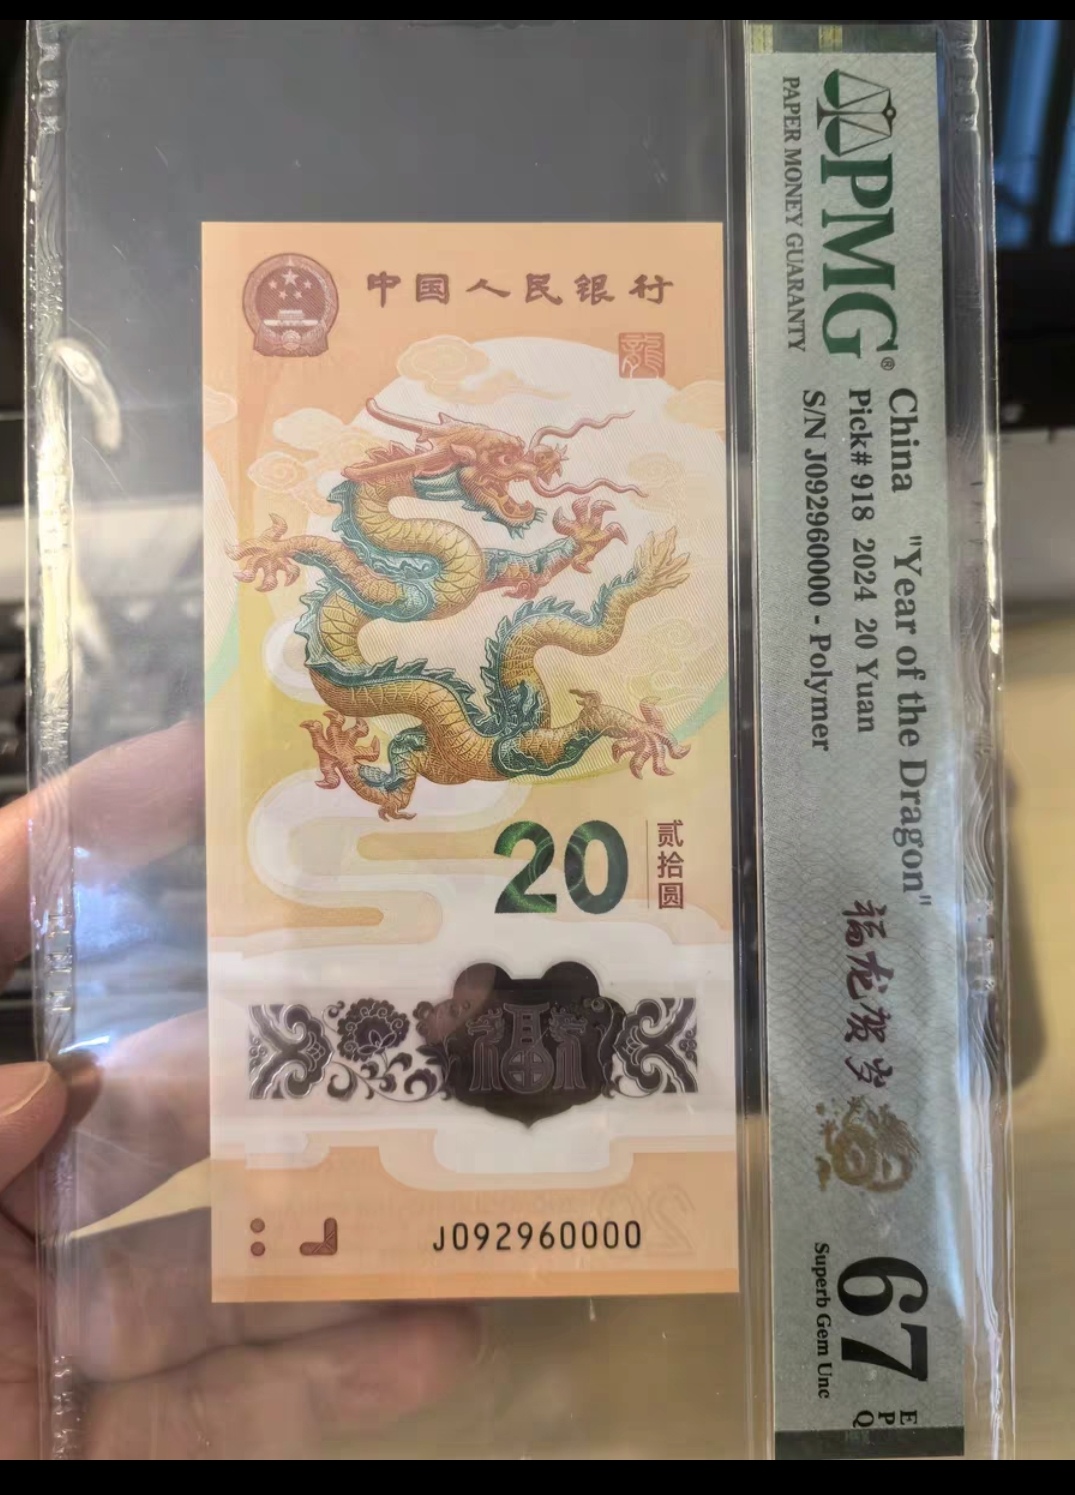 中国人民银行
龍
20
贰拾圆
福
J092960000
PMG®
PAPER MONEY GUARANTY
China "Year of the Dragon"
Pick# 918 2024 20 Yuan
S/N J092960000 - Polymer
福龙贺岁
67
Superb Gem Unc
EPQ